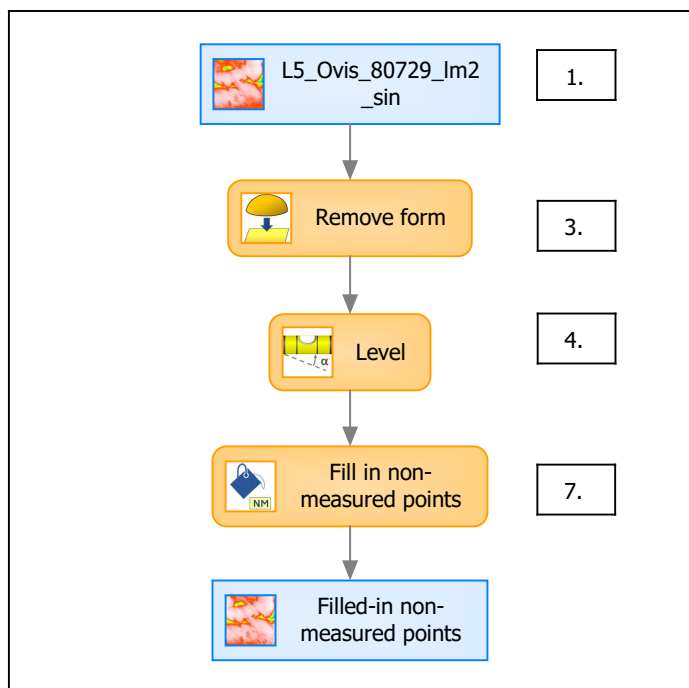 L5_Ovis_80729_lm2
_sin
1.
Remove form
3.
α
Level
4.
Fill in non-
measured points
NM
7.
Filled-in non-
measured points